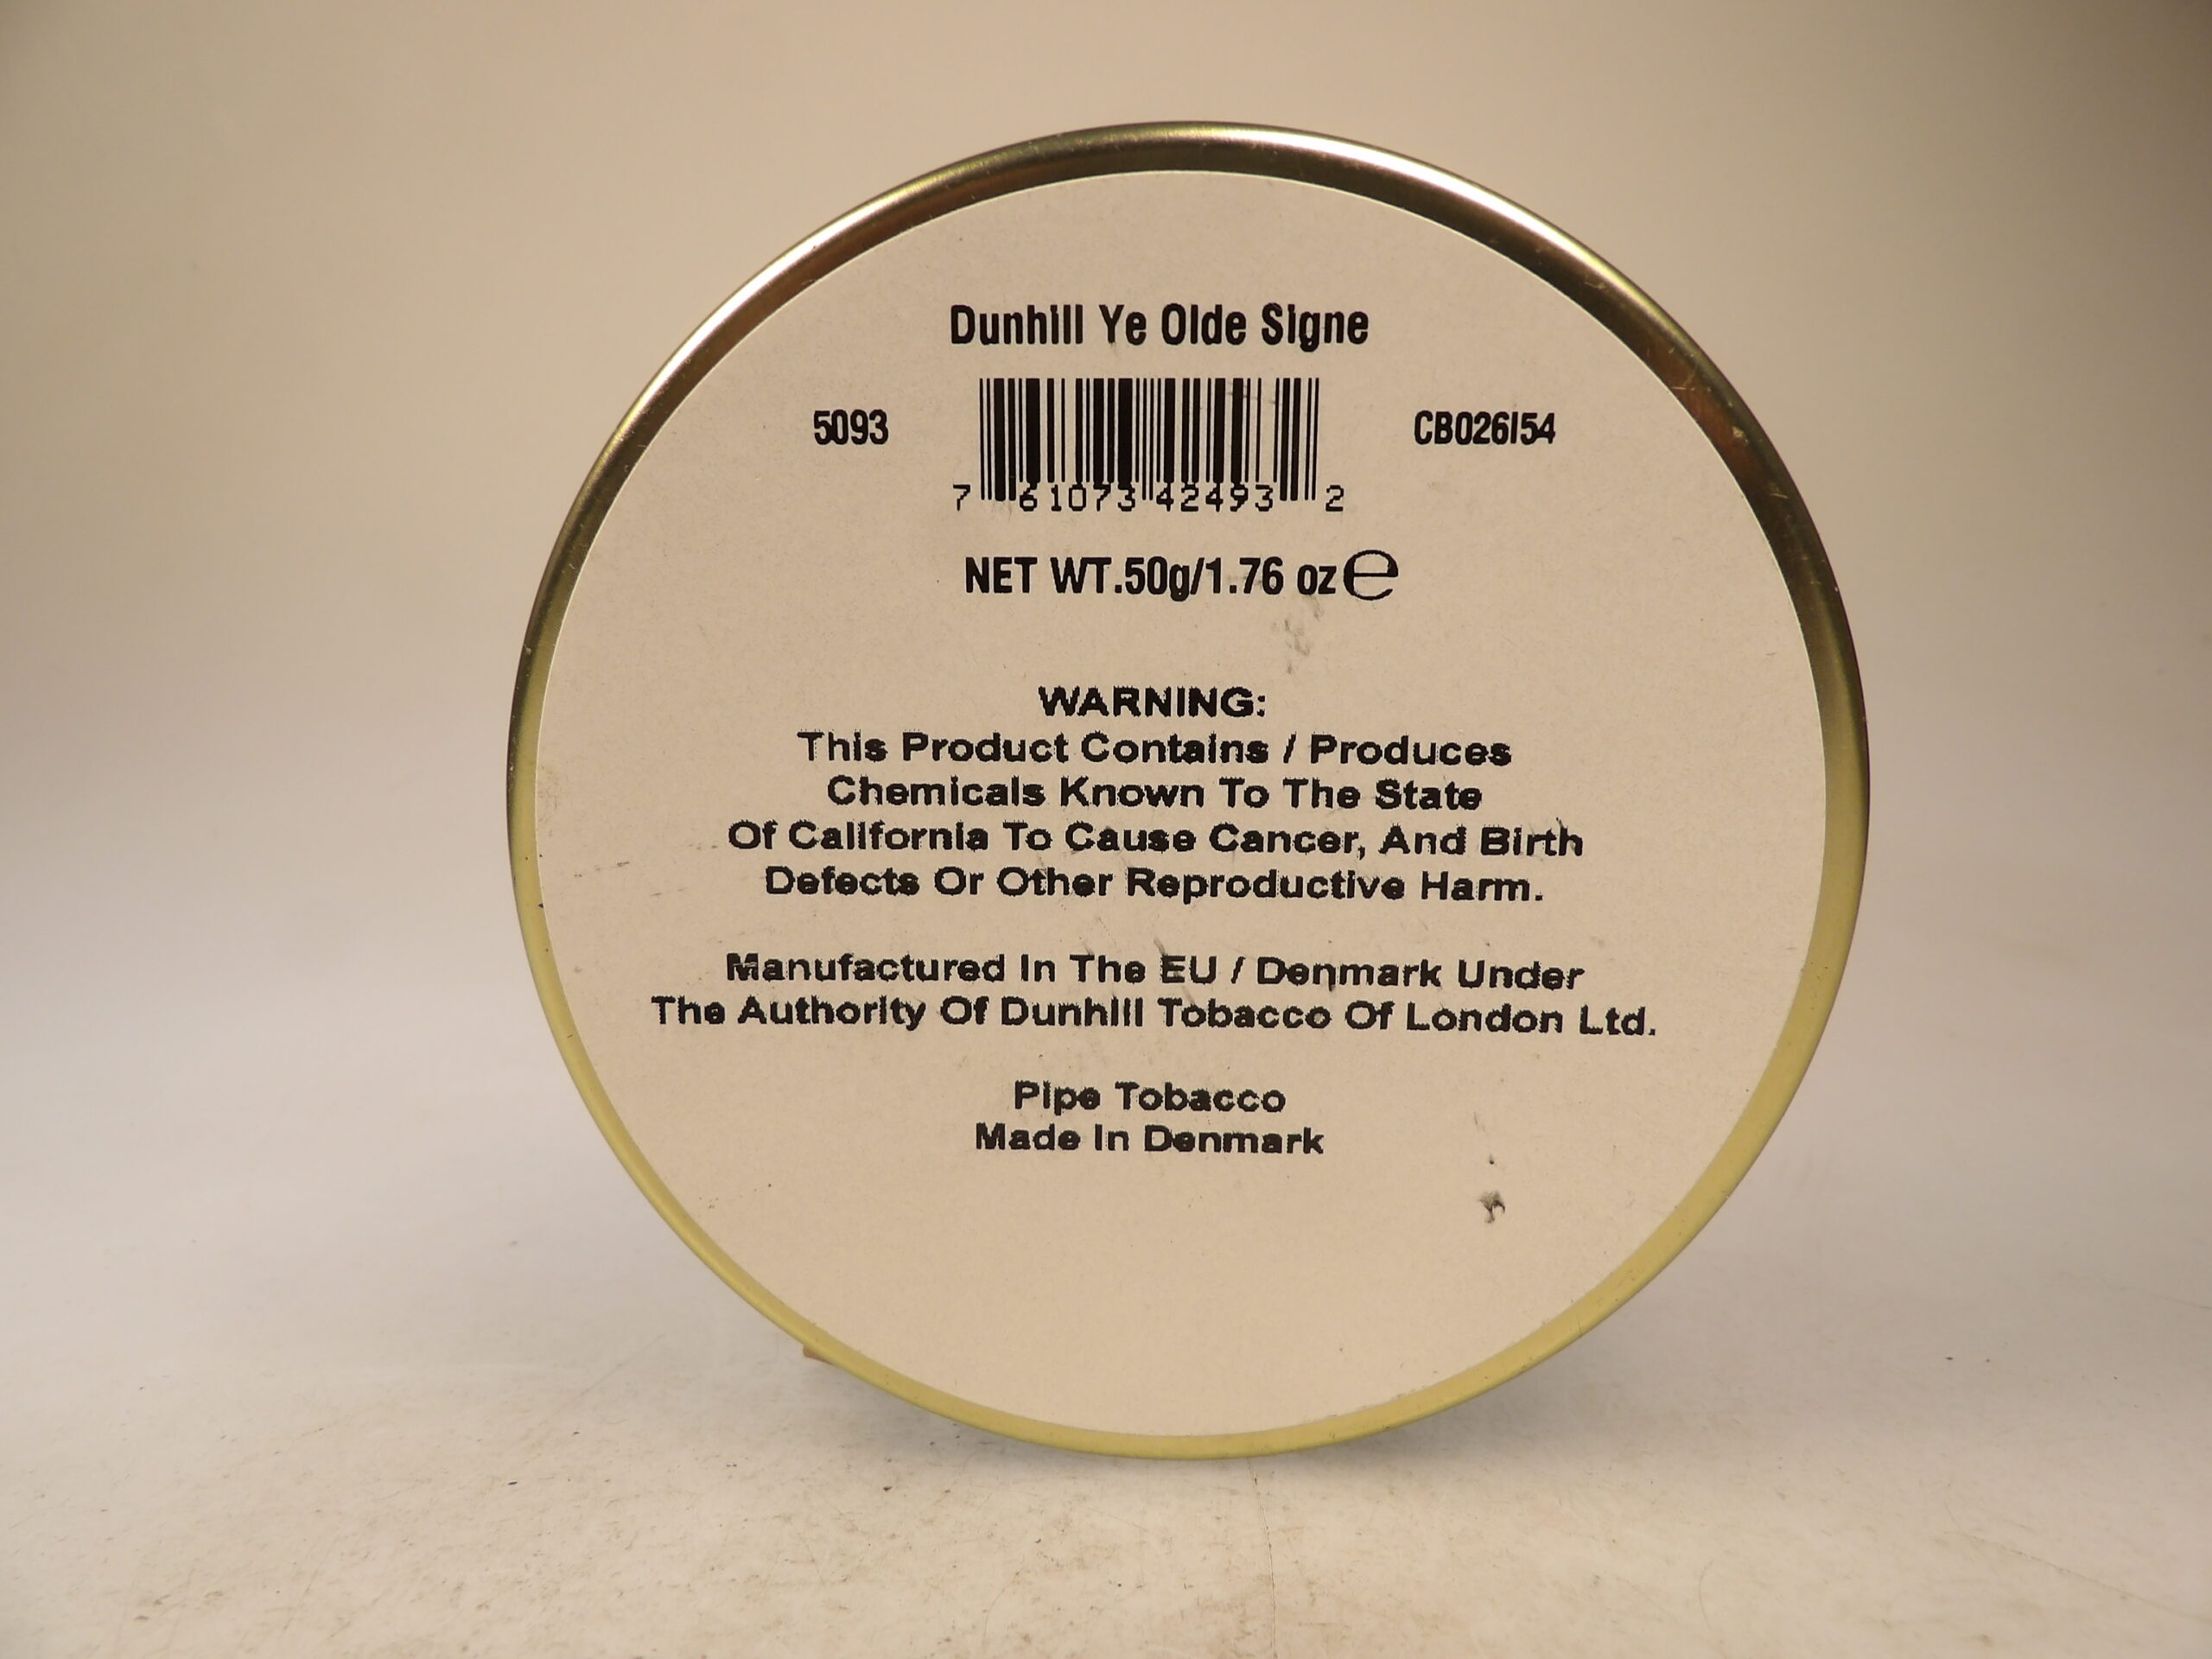 Dunhill Ye Olde Signe
5093
CB026I54
7 61073 42493 2
NET WT.50g/1.76 oz ℮
WARNING:
This Product Contains / Produces
Chemicals Known To The State
Of California To Cause Cancer, And Birth
Defects Or Other Reproductive Harm.
Manufactured In The EU / Denmark Under
The Authority Of Dunhill Tobacco Of London Ltd.
Pipe Tobacco
Made In Denmark